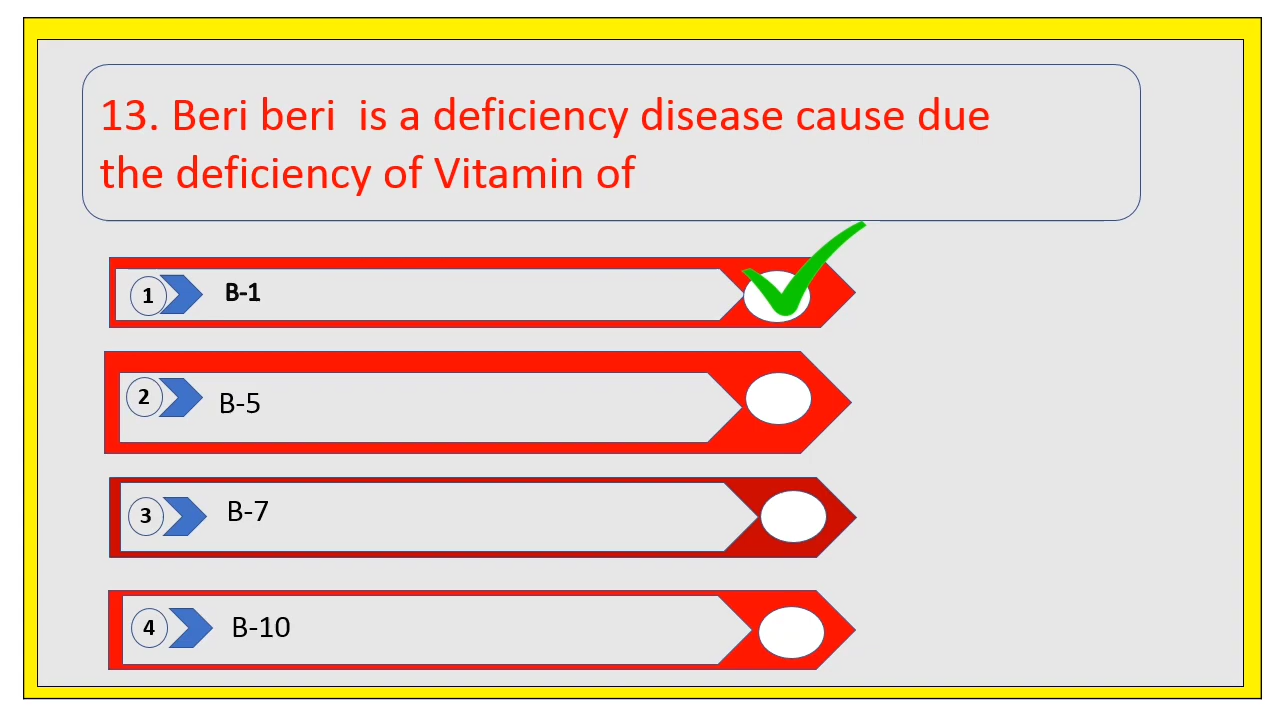 13. Beri beri  is a deficiency disease cause due
the deficiency of Vitamin of
1 B-1
2 B-5
3 B-7
4 B-10